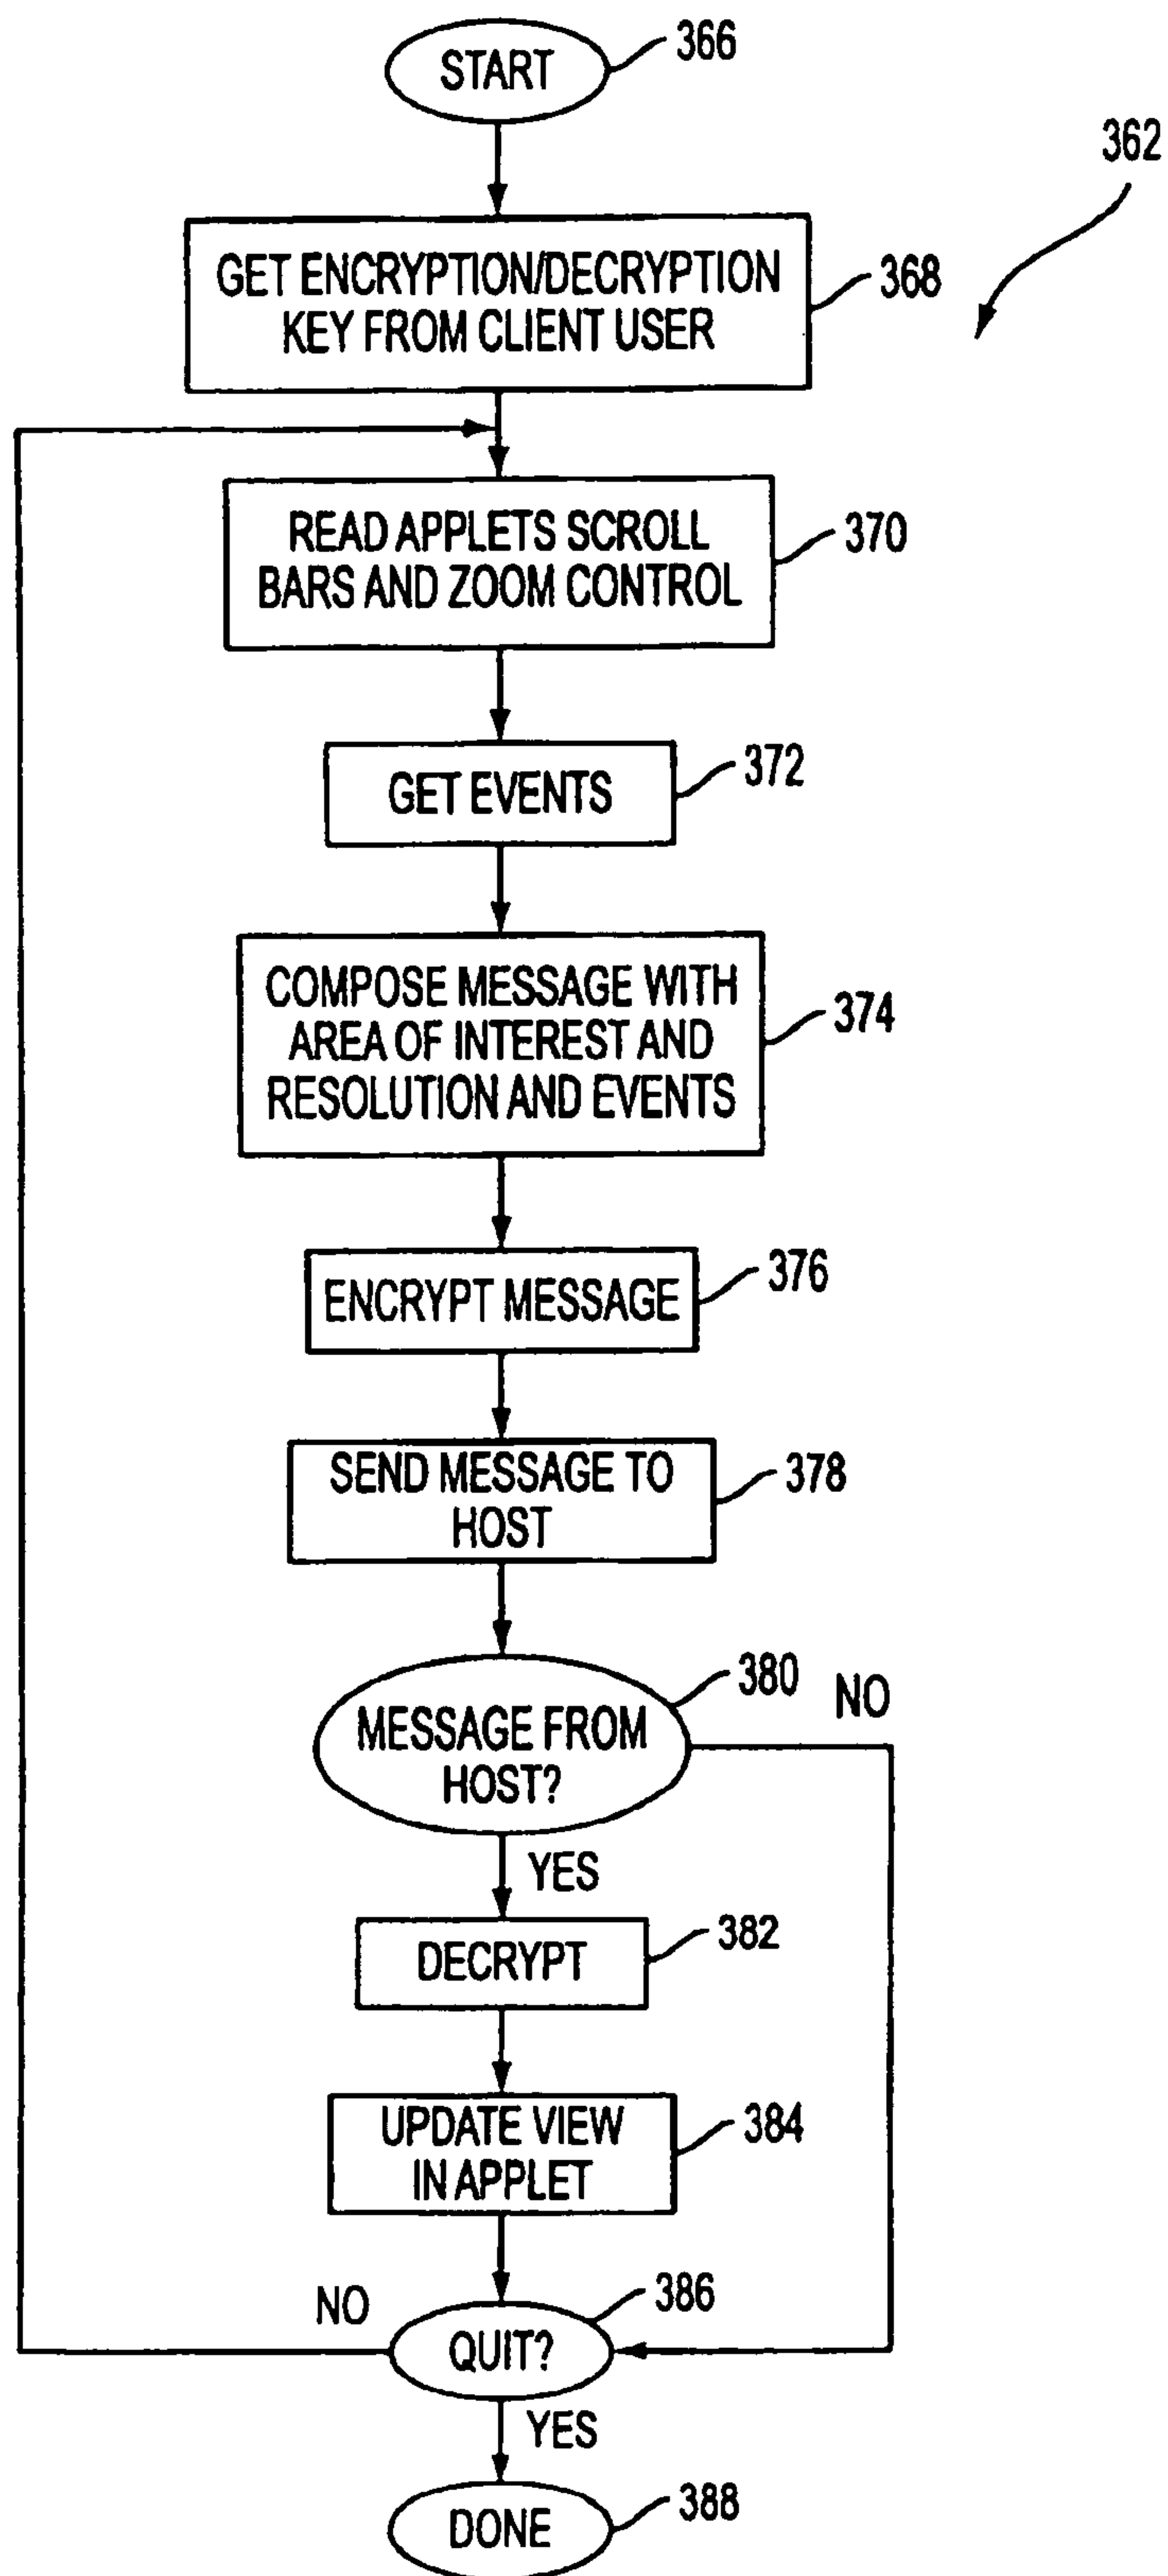 START
366
362
GET ENCRYPTION/DECRYPTION
KEY FROM CLIENT USER
368
READ APPLETS SCROLL
BARS AND ZOOM CONTROL
370
GET EVENTS
372
COMPOSE MESSAGE WITH
AREA OF INTEREST AND
RESOLUTION AND EVENTS
374
ENCRYPT MESSAGE
376
SEND MESSAGE TO
HOST
378
MESSAGE FROM
HOST?
380
NO
YES
DECRYPT
382
UPDATE VIEW
IN APPLET
384
NO
QUIT?
386
YES
DONE
388